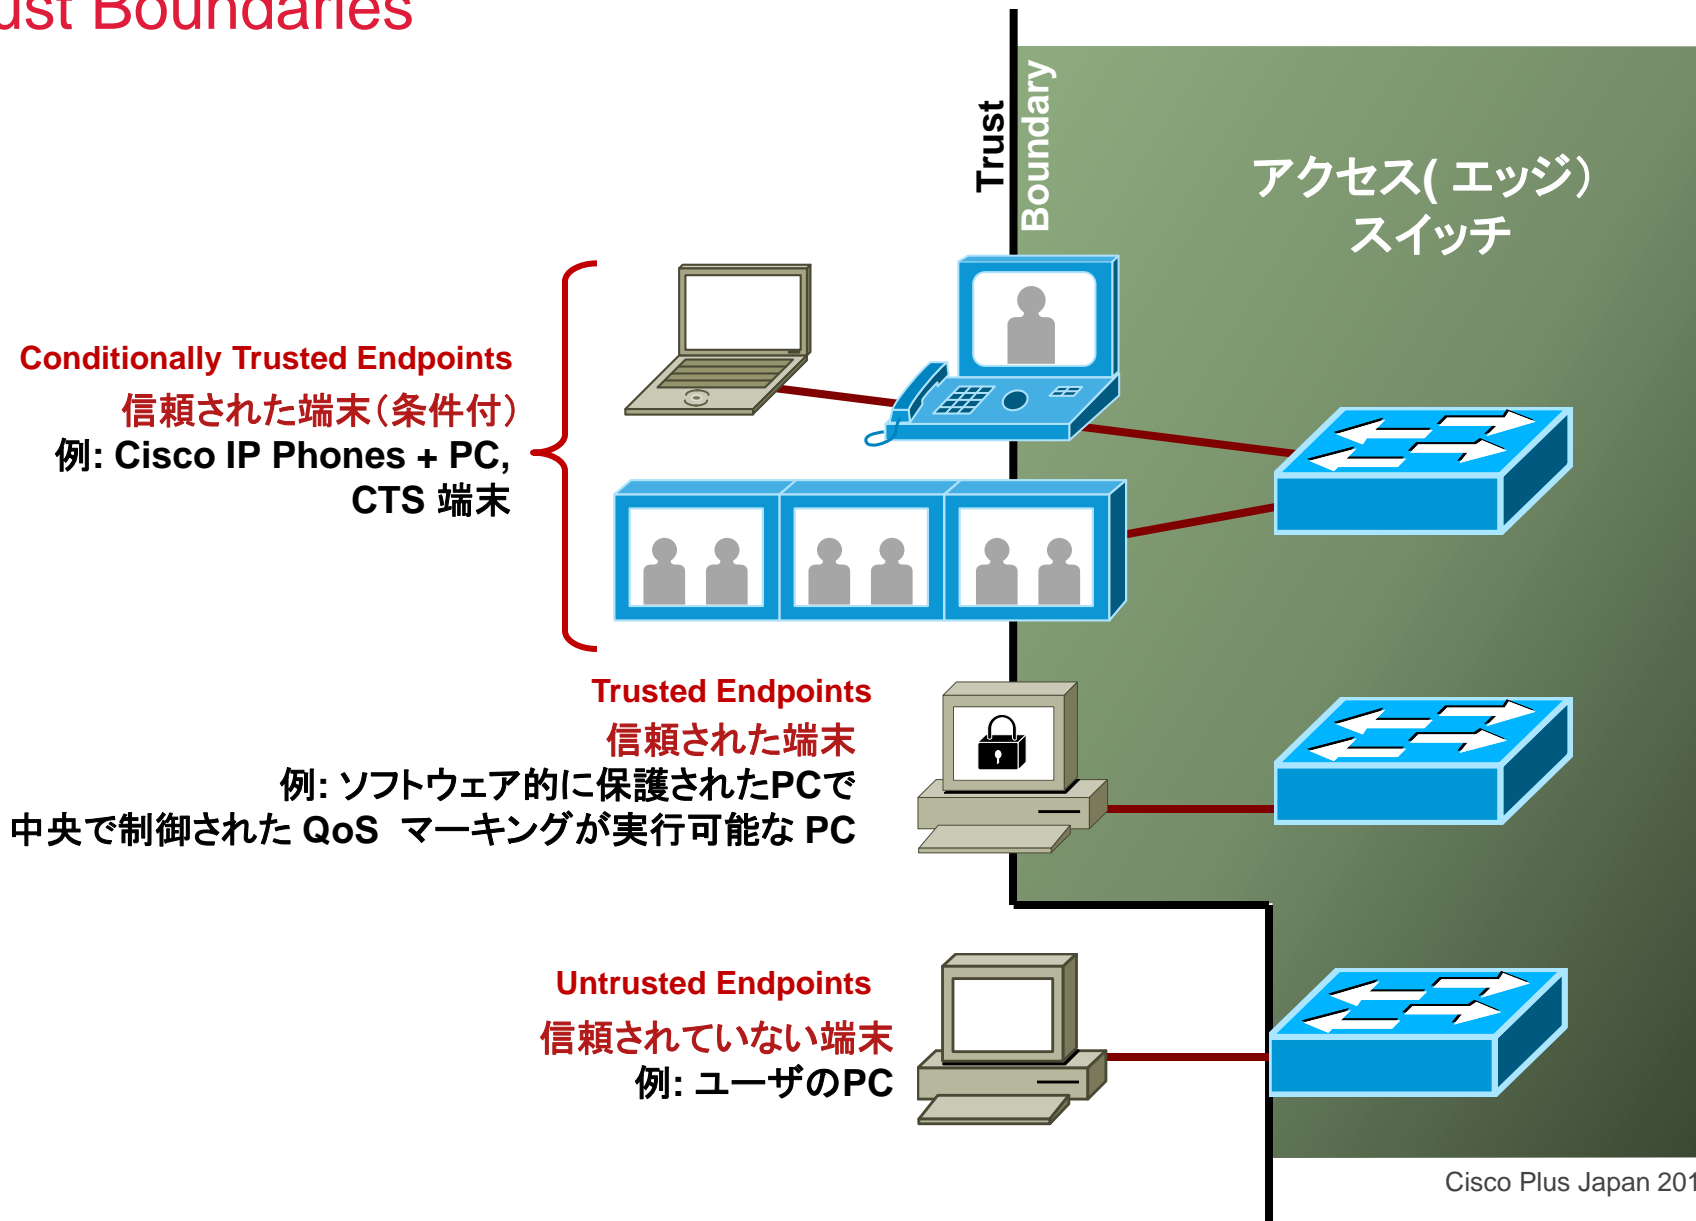 ust Boundaries
Trust
Boundary
アクセス( エッジ）
スイッチ
Conditionally Trusted Endpoints
信頼された端末（条件付）
例: Cisco IP Phones + PC,
CTS 端末
Trusted Endpoints
信頼された端末
例: ソフトウェア的に保護されたPCで
中央で制御された QoS マーキングが実行可能な PC
Untrusted Endpoints
信頼されていない端末
例: ユーザのPC
Cisco Plus Japan 201